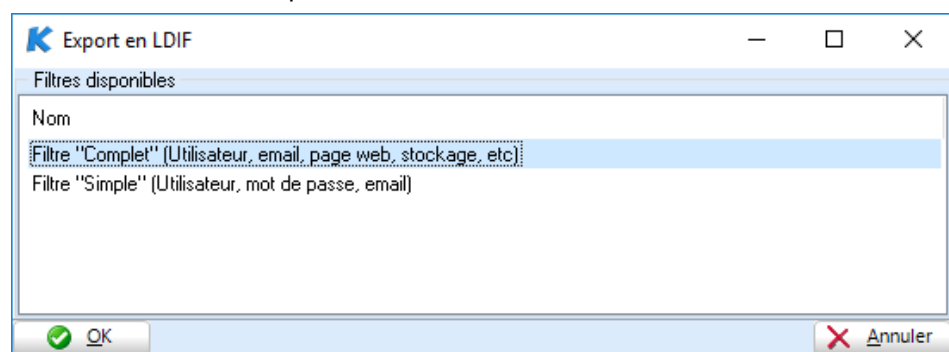 Export en LDIF
Filtres disponibles
Nom
Filtre "Complet" (Utilisateur, email, page web, stockage, etc)
Filtre "Simple" (Utilisateur, mot de passe, email)
OK
Annuler